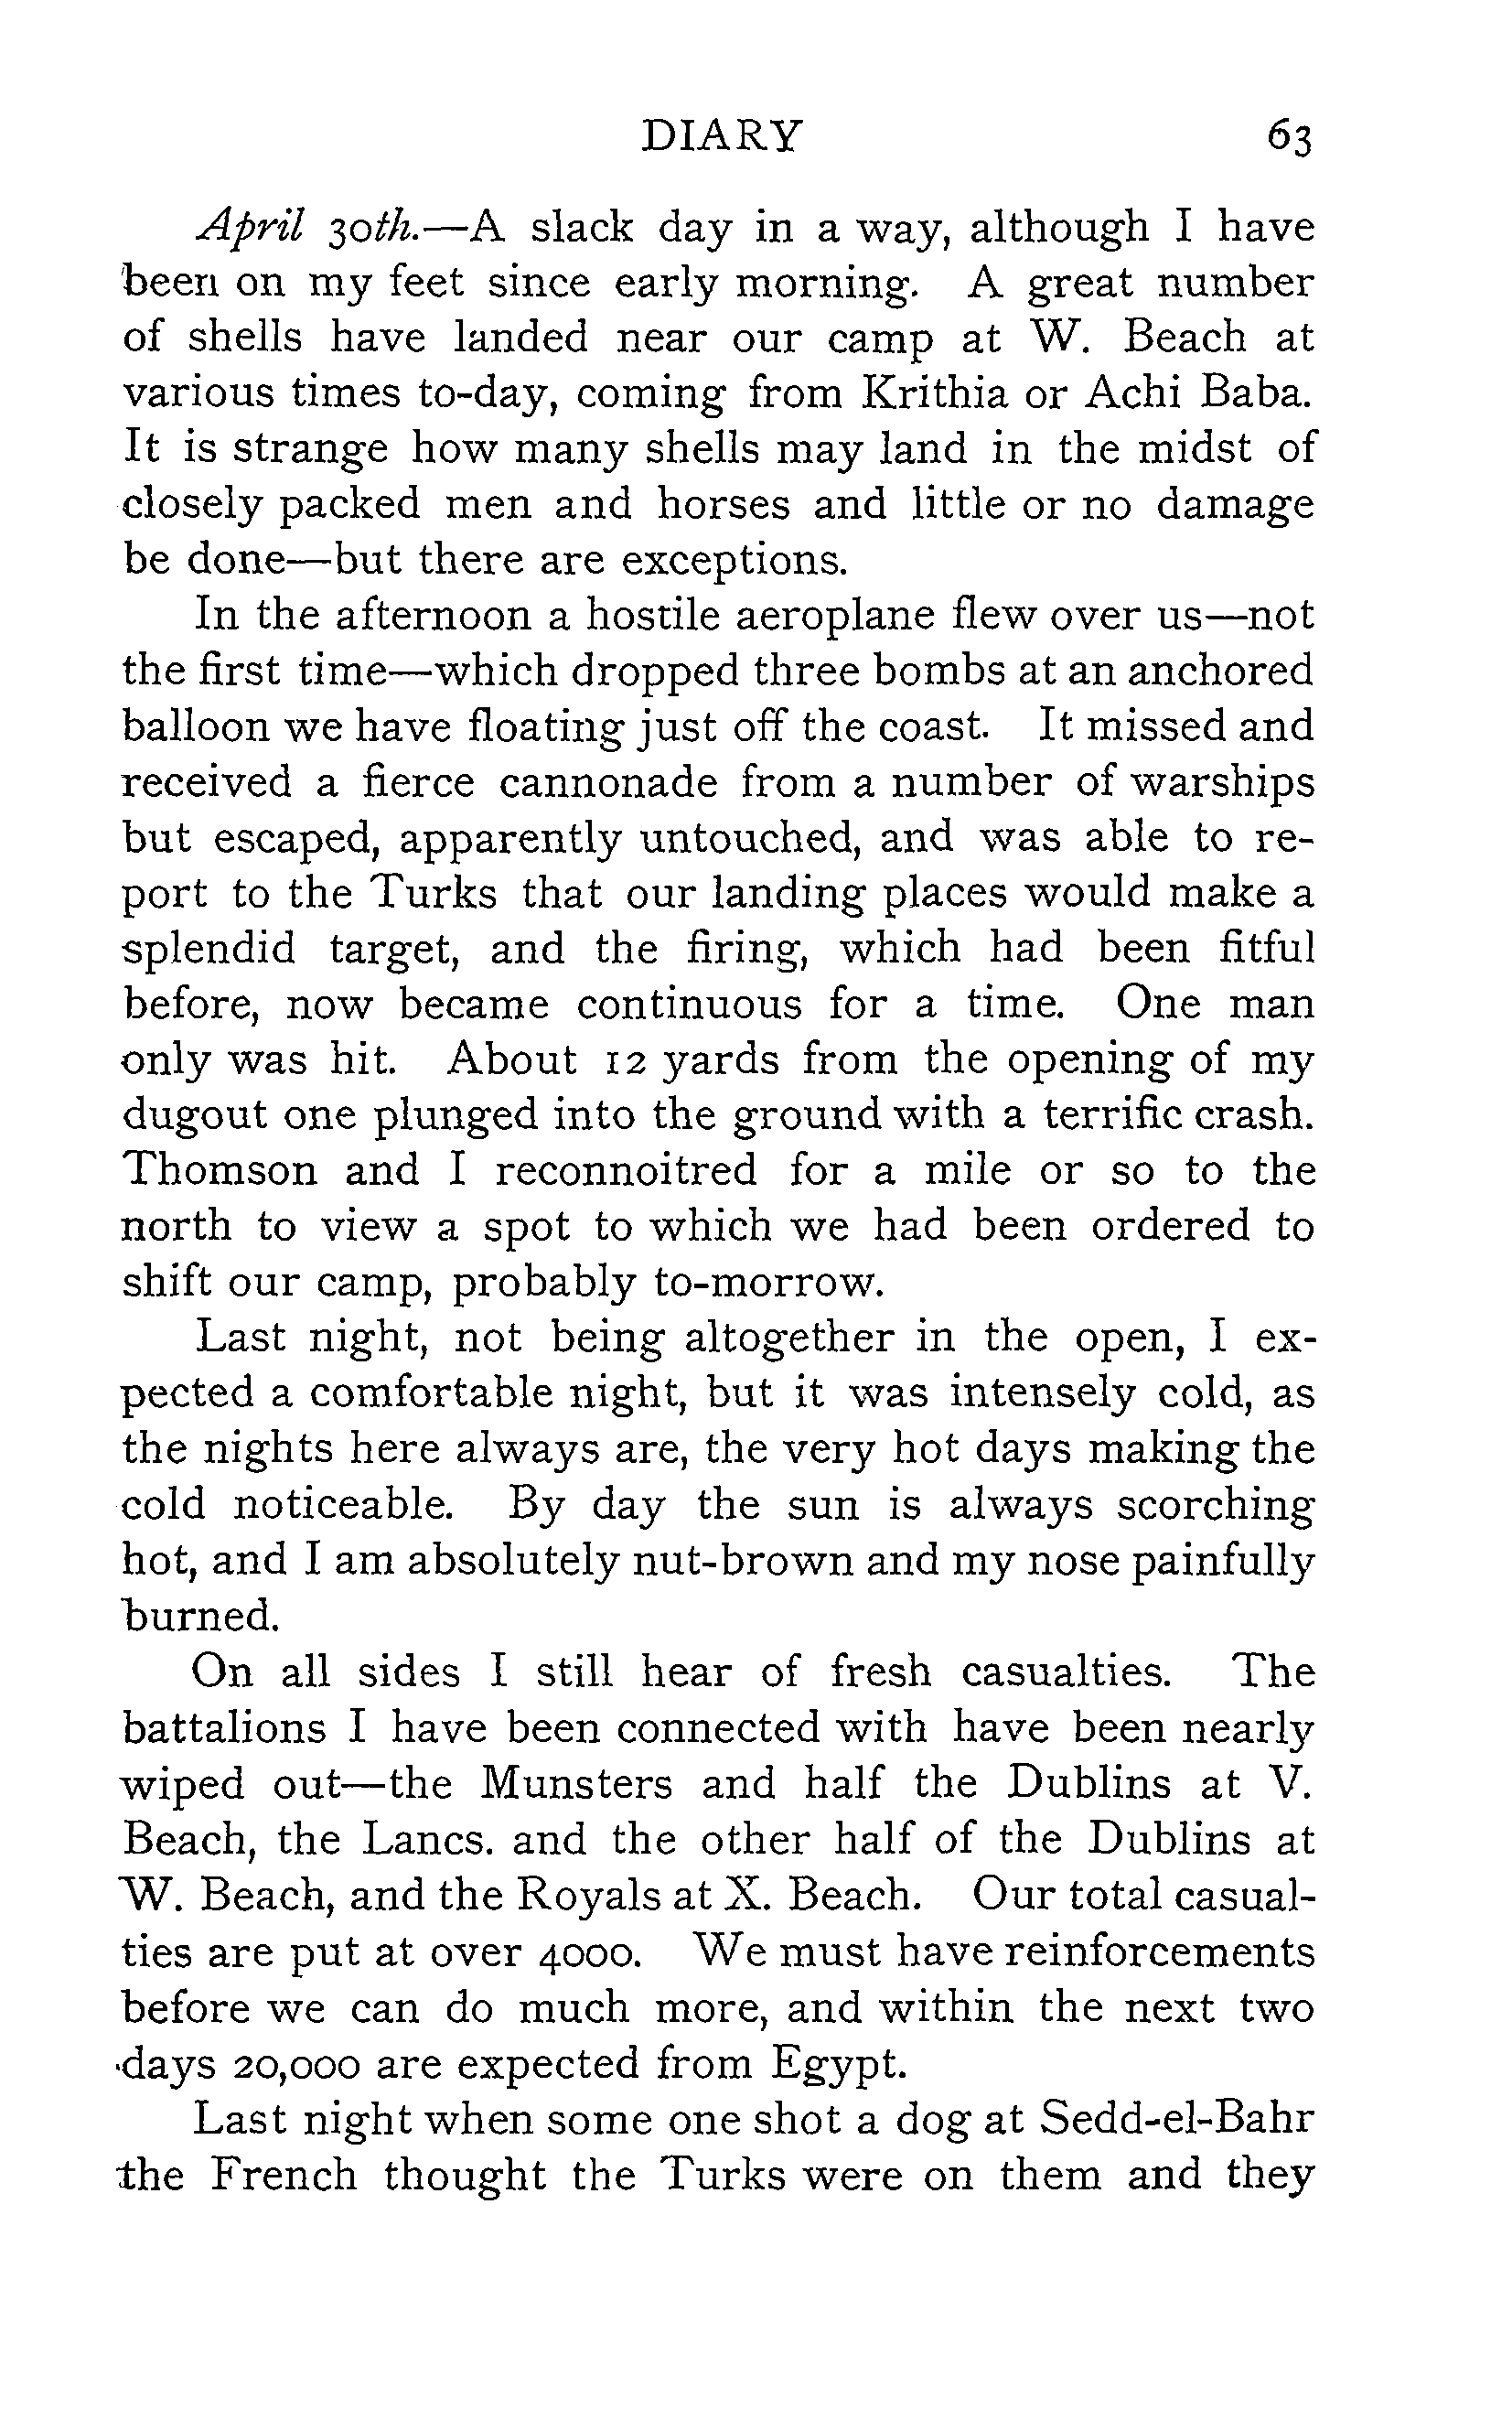 DIARY 63
April 30th.—A slack day in a way, although I have
been on my feet since early morning. A great number
of shells have landed near our camp at W. Beach at
various times to-day, coming from Krithia or Achi Baba.
It is strange how many shells may land in the midst of
closely packed men and horses and little or no damage
be done—but there are exceptions.
In the afternoon a hostile aeroplane flew over us—not
the first time—which dropped three bombs at an anchored
balloon we have floating just off the coast. It missed and
received a fierce cannonade from a number of warships
but escaped, apparently untouched, and was able to re-
port to the Turks that our landing places would make a
splendid target, and the firing, which had been fitful
before, now became continuous for a time. One man
only was hit. About 12 yards from the opening of my
dugout one plunged into the ground with a terrific crash.
Thomson and I reconnoitred for a mile or so to the
north to view a spot to which we had been ordered to
shift our camp, probably to-morrow.
Last night, not being altogether in the open, I ex-
pected a comfortable night, but it was intensely cold, as
the nights here always are, the very hot days making the
cold noticeable. By day the sun is always scorching
hot, and I am absolutely nut-brown and my nose painfully
burned.
On all sides I still hear of fresh casualties. The
battalions I have been connected with have been nearly
wiped out—the Munsters and half the Dublins at V.
Beach, the Lancs. and the other half of the Dublins at
W. Beach, and the Royals at X. Beach. Our total casual-
ties are put at over 4000. We must have reinforcements
before we can do much more, and within the next two
days 20,000 are expected from Egypt.
Last night when some one shot a dog at Sedd-el-Bahr
the French thought the Turks were on them and they